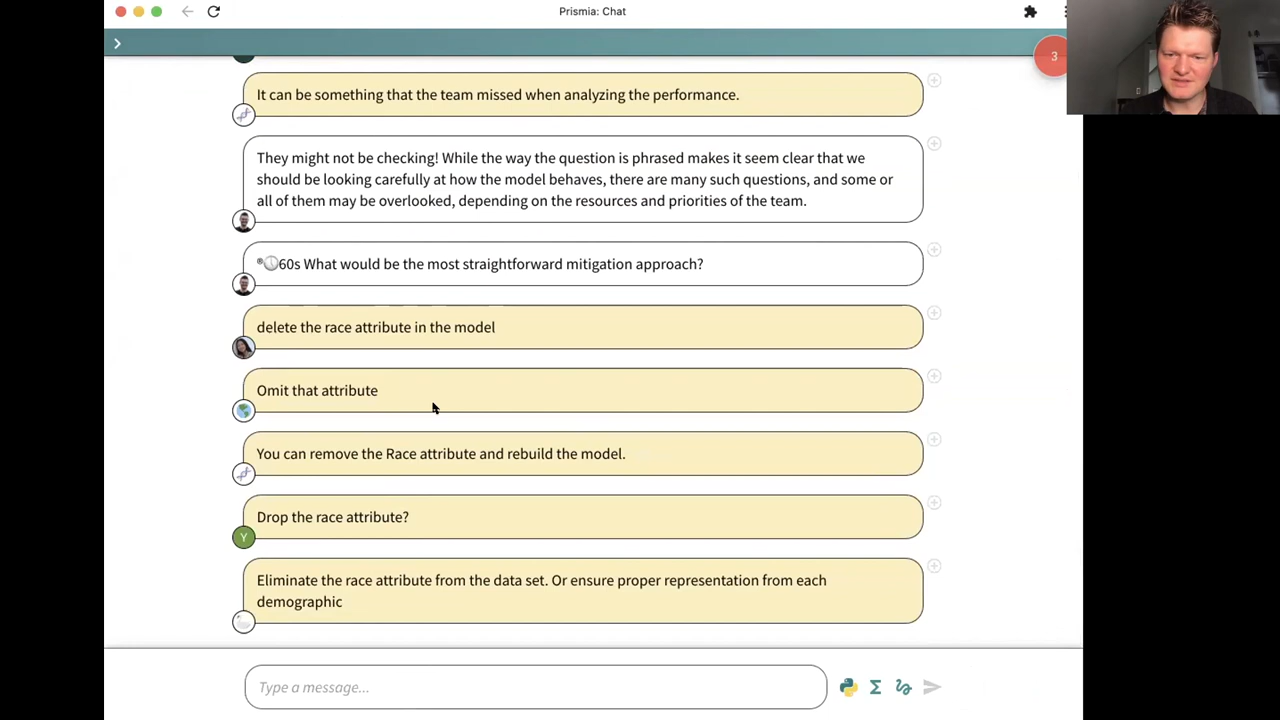 Prismia: Chat
3
It can be something that the team missed when analyzing the performance.
They might not be checking! While the way the question is phrased makes it seem clear that we
should be looking carefully at how the model behaves, there are many such questions, and some or
all of them may be overlooked, depending on the resources and priorities of the team.
60s What would be the most straightforward mitigation approach?
delete the race attribute in the model
Omit that attribute
You can remove the Race attribute and rebuild the model.
Drop the race attribute?
Y
Eliminate the race attribute from the data set. Or ensure proper representation from each
demographic
Type a message...
Σ